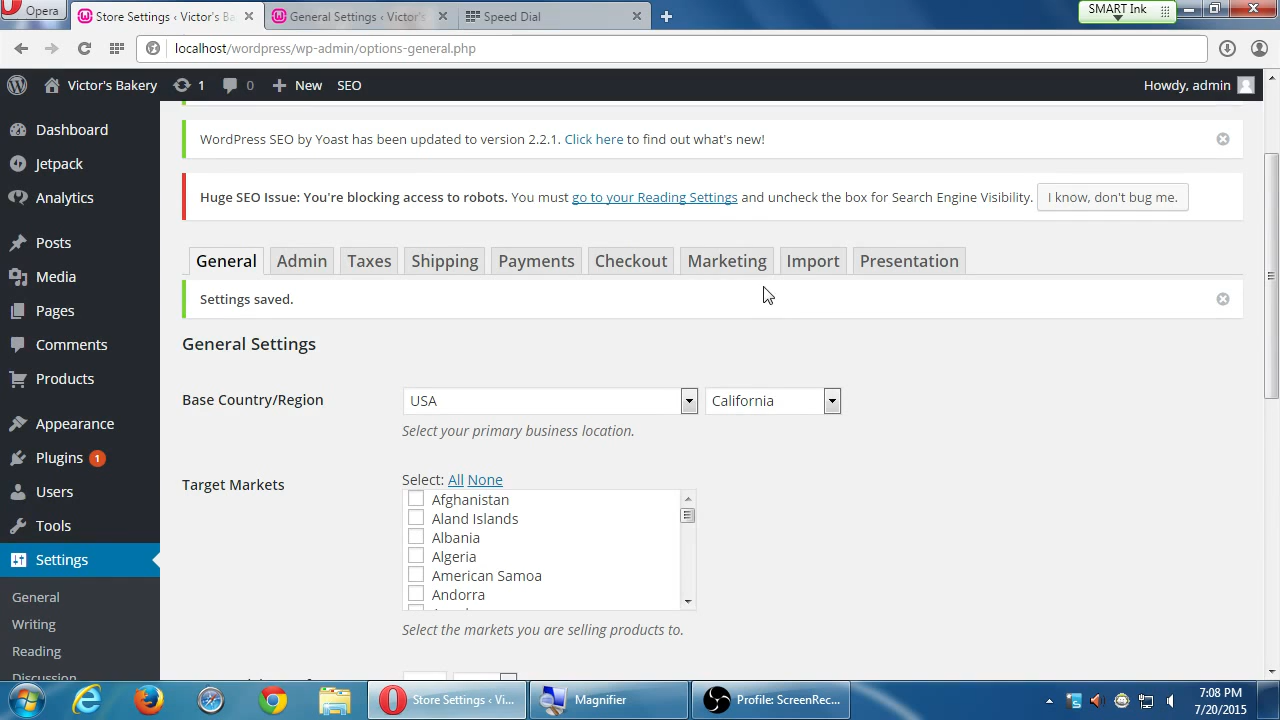 Opera
Store Settings ‹ Victor's Ba
General Settings ‹ Victor's
Speed Dial
SMART Ink
localhost/wordpress/wp-admin/options-general.php
Victor's Bakery
1
0
New
SEO
Howdy, admin
Dashboard
Jetpack
Analytics
Posts
Media
Pages
Comments
Products
Appearance
Plugins 1
Users
Tools
Settings
General
Writing
Reading
Discussion
WordPress SEO by Yoast has been updated to version 2.2.1. Click here to find out what's new!
Huge SEO Issue: You're blocking access to robots. You must go to your Reading Settings and uncheck the box for Search Engine Visibility.
I know, don't bug me.
General
Admin
Taxes
Shipping
Payments
Checkout
Marketing
Import
Presentation
Settings saved.
General Settings
Base Country/Region
USA
California
Select your primary business location.
Target Markets
Select: All None
Afghanistan
Aland Islands
Albania
Algeria
American Samoa
Andorra
Select the markets you are selling products to.
Store Settings ‹ Vi...
Magnifier
Profile: ScreenRec...
7:08 PM
7/20/2015